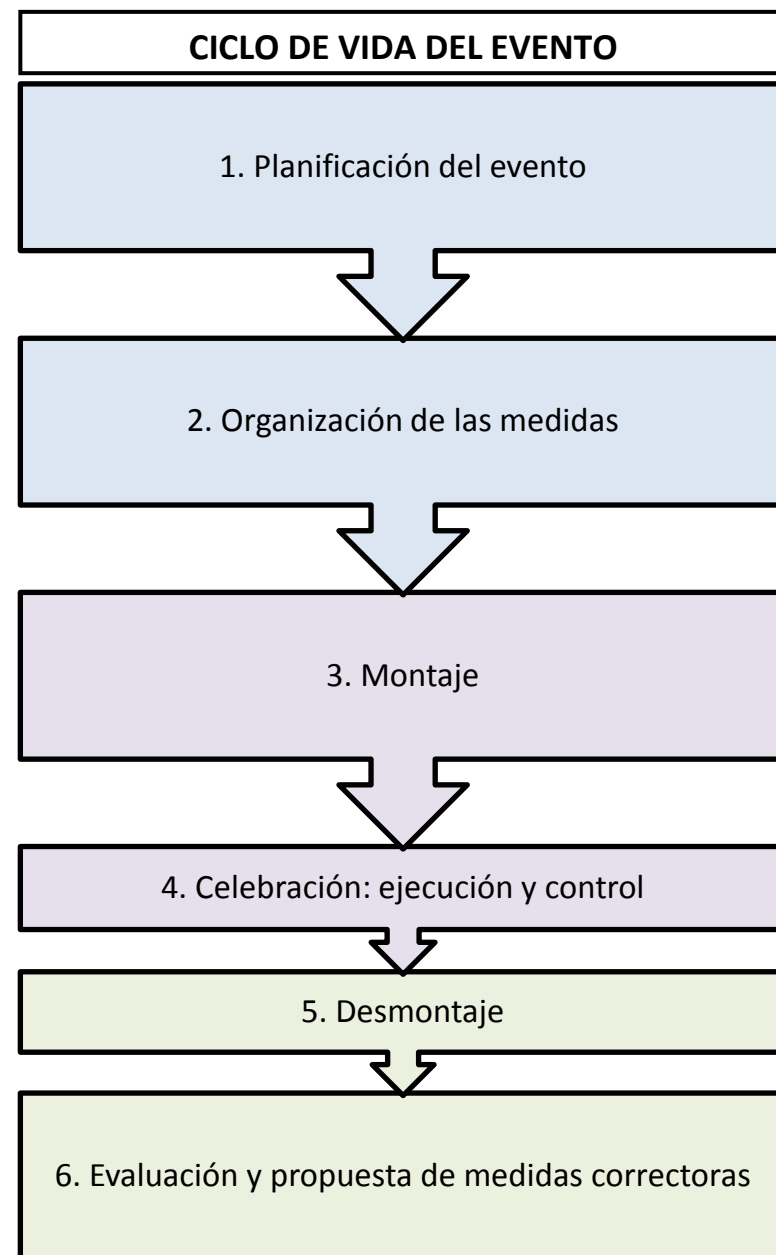 CICLO DE VIDA DEL EVENTO
1. Planificación del evento
2. Organización de las medidas
3. Montaje
4. Celebración: ejecución y control
5. Desmontaje
6. Evaluación y propuesta de medidas correctoras